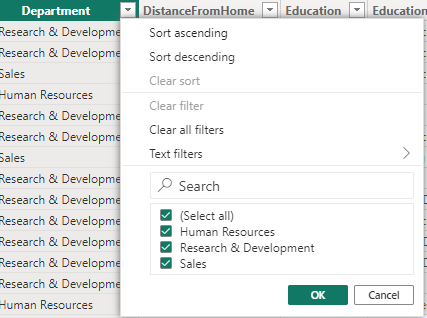 Department DistanceFromHome Education Education
Research & Developme
Research & Developme
Sales
Human Resources
Research & Developme
Research & Developme
Sales
Research & Developme
Research & Developme
Research & Developme
Research & Developme
Research & Developme
Research & Developme
Human Resources
Sort ascending
Sort descending
Clear sort
Clear filter
Clear all filters
Text filters
Search
(Select all)
Human Resources
Research & Development
Sales
OK Cancel